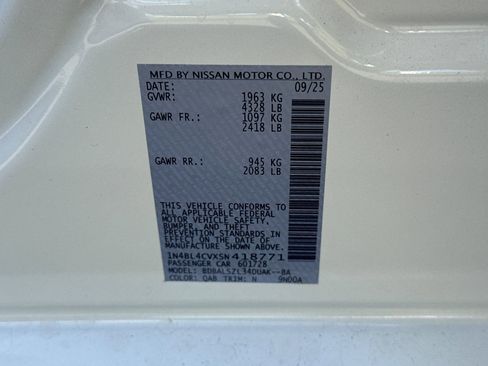 MFD BY NISSAN MOTOR CO., LTD.
DATE: 09/25
GVWR: 1963 KG
4328 LB
GAWR FR.: 1097 KG
2418 LB
GAWR RR.: 945 KG
2083 LB
THIS VEHICLE CONFORMS TO
ALL APPLICABLE FEDERAL
MOTOR VEHICLE SAFETY,
BUMPER, AND THEFT
PREVENTION STANDARDS IN
EFFECT ON THE DATE OF
MANUFACTURE SHOWN ABOVE.
1N4BL4CVXSN418771
PASSENGER CAR 601728
MODEL: BDBALSZL34DUAK--BA
COLOR: QAB TRIM: N 9N00A